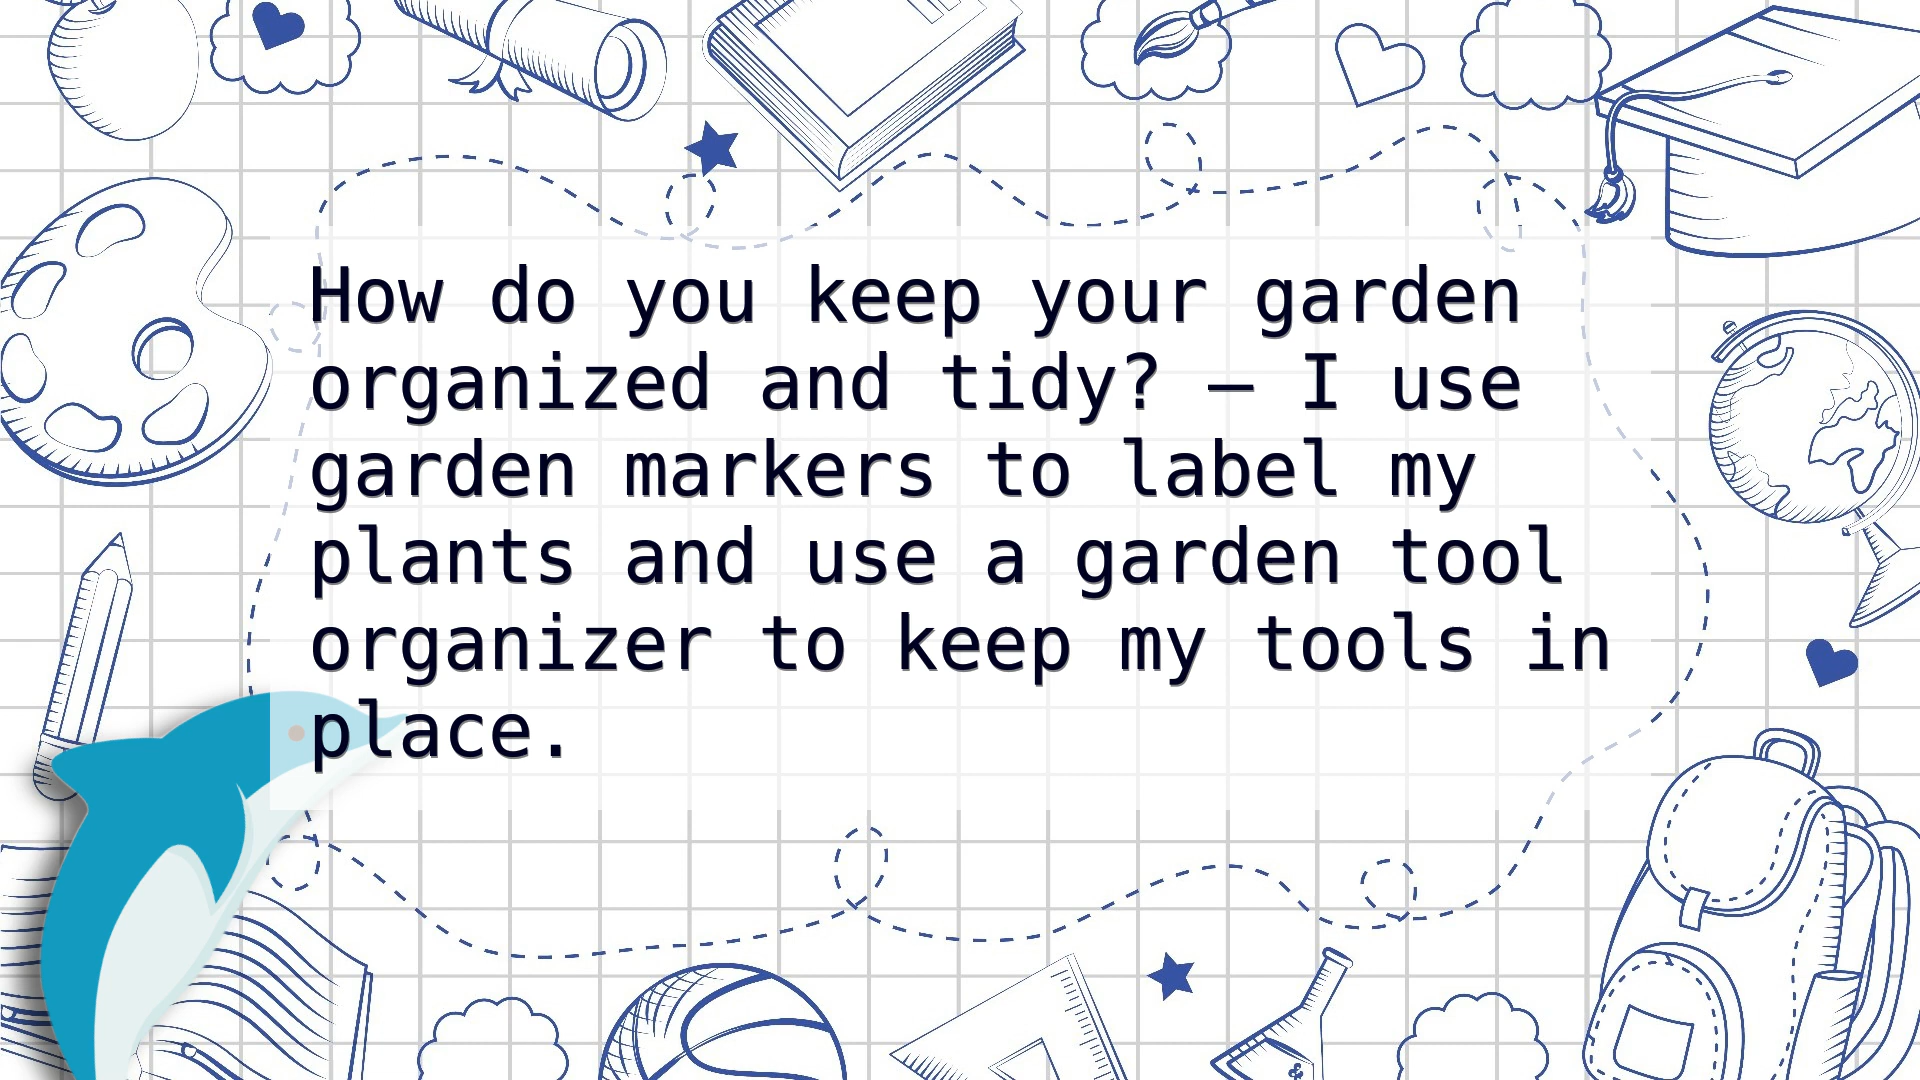 How do you keep your garden
organized and tidy? – I use
garden markers to label my
plants and use a garden tool
organizer to keep my tools in
place.